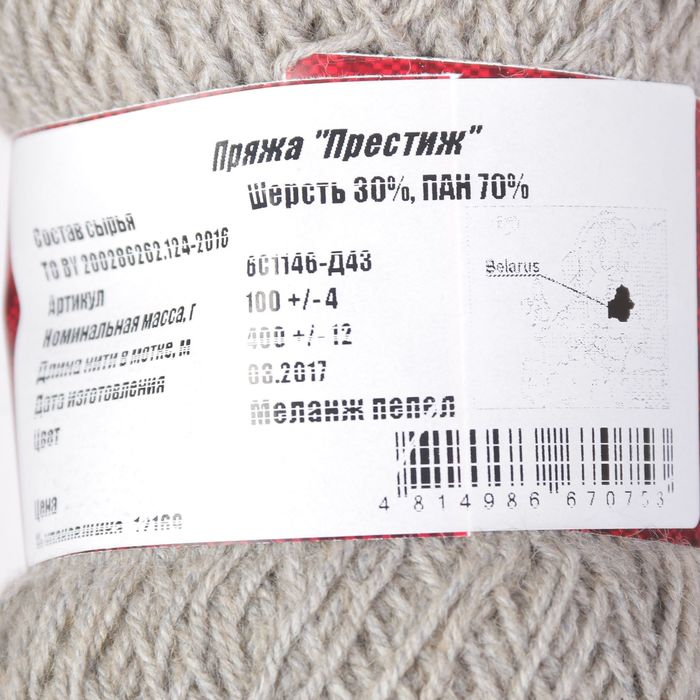 Пряжа "Престиж"
Состав сырья Шерсть 30%, ПАН 70%
ТО BY 200286262.124-2016
Артикул 6С1146-Д43
Номинальная масса, г 100 +/-4
Длина нити в мотке, м 400 +/-12
Дата изготовления 03.2017
Цвет Меланж пепел
Belarus
Цена
4 814986 670753